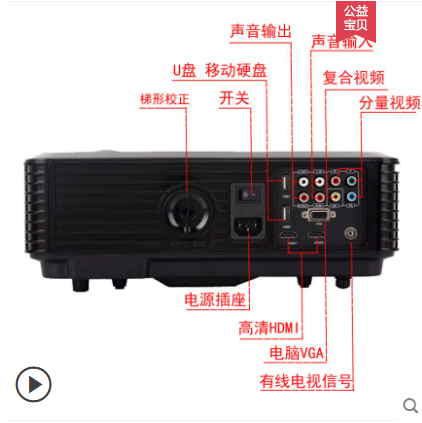 公益
宝贝
声音输出
声音输入
U盘 移动硬盘
复合视频
梯形校正
开关
分量视频
电源插座
高清HDMI
电脑VGA
有线电视信号